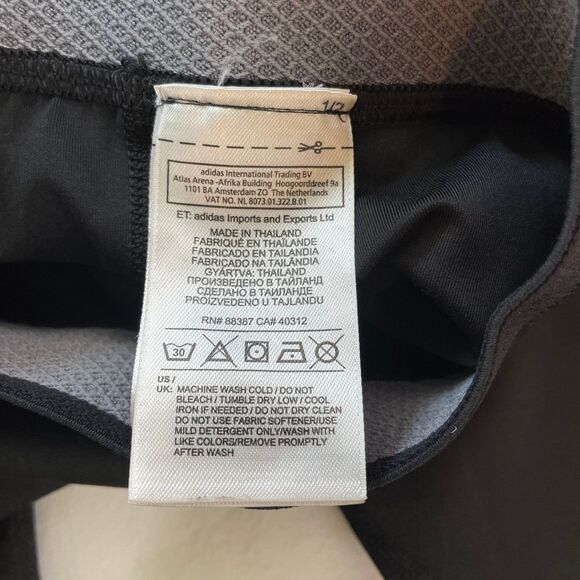 1/2
adidas International Trading BV
Atlas Arena -Afrika Building Hoogoorddreef 9a
1101 BA Amsterdam ZO The Netherlands
VAT NO. NL 8073.01.322.B.01
ET: adidas Imports and Exports Ltd
MADE IN THAILAND
FABRIQUÉ EN THAÏLANDE
FABRICADO EN TAILANDIA
FABRICADO NA TAILÂNDIA
GYÁRTVA: THAILAND
ПРОИЗВЕДЕНО В ТАИЛАНД
СДЕЛАНО В ТАИЛАНДЕ
PROIZVEDENO U TAJLANDU
RN# 88387 CA# 40312
30
US /
UK: MACHINE WASH COLD / DO NOT
BLEACH / TUMBLE DRY LOW / COOL
IRON IF NEEDED / DO NOT DRY CLEAN
DO NOT USE FABRIC SOFTENER/USE
MILD DETERGENT ONLY/WASH WITH
LIKE COLORS/REMOVE PROMPTLY
AFTER WASH